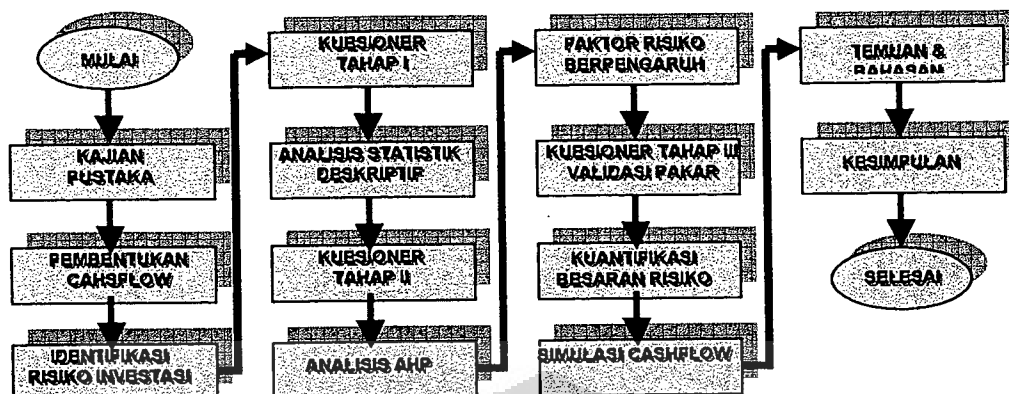 MULAI
KAJIAN
PUSTAKA
PEMBENTUKAN
CAHSFLOW
IDENTIFIKASI
RISIKO INVESTASI
KUESIONER
TAHAP I
ANALISIS STATISTIK
DESKRIPTIF
KUESIONER
TAHAP II
ANALISIS AHP
FAKTOR RISIKO
BERPENGARUH
KUESIONER TAHAP III
VALIDASI PAKAR
KUANTIFIKASI
BESARAN RISIKO
SIMULASI CASHFLOW
TEMUAN &
BAHASAN
KESIMPULAN
SELESAI